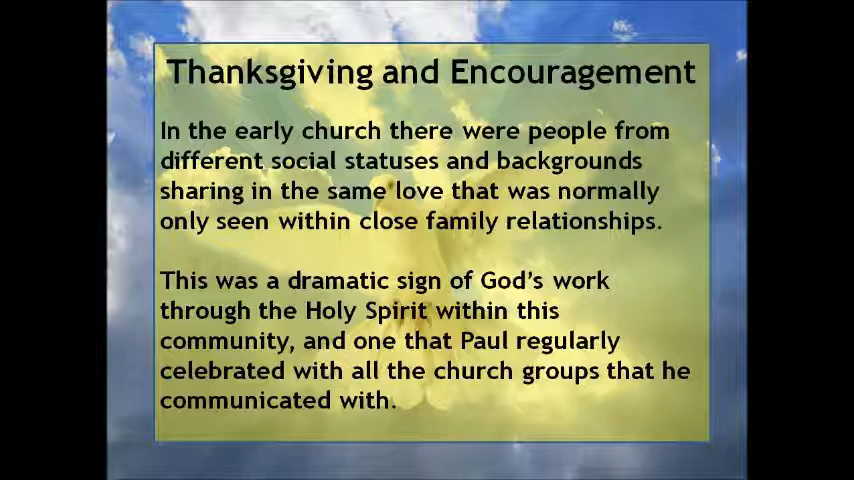 Thanksgiving and Encouragement
In the early church there were people from
different social statuses and backgrounds
sharing in the same love that was normally
only seen within close family relationships.
This was a dramatic sign of God's work
through the Holy Spirit within this
community, and one that Paul regularly
celebrated with all the church groups that he
communicated with.